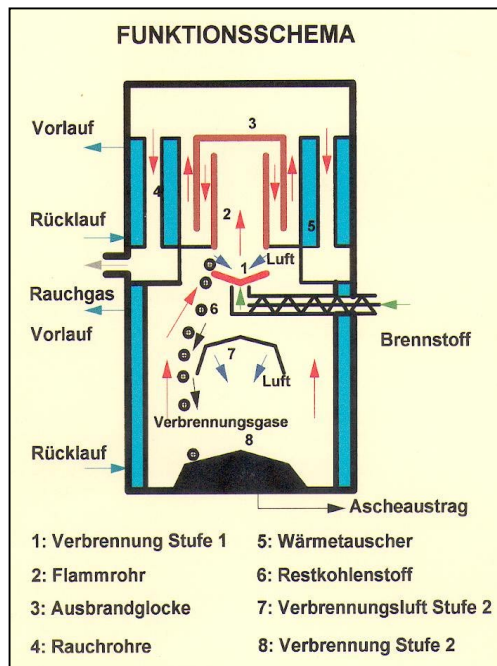 FUNKTIONSSCHEMA
Vorlauf
3
4
5
Rücklauf
2
1
Luft
Rauchgas
Vorlauf
6
Brennstoff
7
Luft
Verbrennungsgase
Rücklauf
8
Ascheaustrag
1: Verbrennung Stufe 1
2: Flammrohr
3: Ausbrandglocke
4: Rauchrohre
5: Wärmetauscher
6: Restkohlenstoff
7: Verbrennungsluft Stufe 2
8: Verbrennung Stufe 2